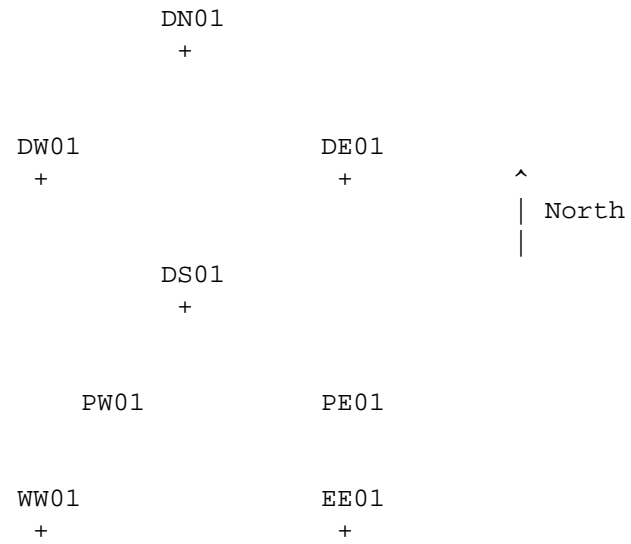 DN01
+
DW01 DE01
+ + ^
| North
|
DS01
+
PW01 PE01
WW01 EE01
+ +